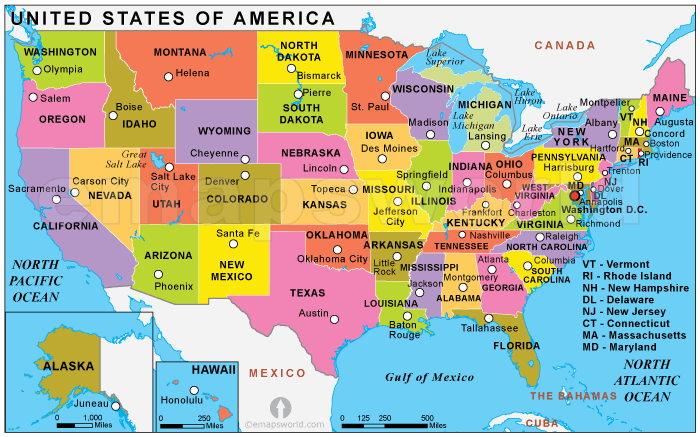 UNITED STATES OF AMERICA
CANADA
WASHINGTON
Olympia
MONTANA
Helena
NORTH
DAKOTA
Bismarck
MINNESOTA
St. Paul
Lake
Superior
Salem
OREGON
Boise
IDAHO
Pierre
SOUTH
DAKOTA
WISCONSIN
Madison
MICHIGAN
Lansing
Lake
Michigan
Lake
Huron
Lake
Ontario
Lake
Erie
Montpelier
VT
NH
MAINE
Augusta
Concord
Boston
Providence
Albany
NEW
YORK
MA
Hartford
CT
RI
WYOMING
Cheyenne
NEBRASKA
Lincoln
IOWA
Des Moines
Great
Salt Lake
Salt Lake
City
UTAH
Carson City
NEVADA
Sacramento
CALIFORNIA
Denver
COLORADO
Topeka
KANSAS
MISSOURI
Jefferson
City
Springfield
ILLINOIS
INDIANA
Indianapolis
OHIO
Columbus
PENNSYLVANIA
Harrisburg
Trenton
NJ
MD
Dover
DL
Annapolis
Washington D.C.
WEST
VIRGINIA
Charleston
VIRGINIA
Richmond
Frankfort
KENTUCKY
Nashville
TENNESSEE
Raleigh
NORTH CAROLINA
Columbia
SOUTH
CAROLINA
Santa Fe
NEW
MEXICO
ARIZONA
Phoenix
OKLAHOMA
Oklahoma City
ARKANSAS
Little
Rock
MISSISSIPPI
Jackson
Montgomery
ALABAMA
Atlanta
GEORGIA
TEXAS
Austin
LOUISIANA
Baton
Rouge
Tallahassee
FLORIDA
NORTH
PACIFIC
OCEAN
VT - Vermont
RI - Rhode Island
NH - New Hampshire
DL - Delaware
NJ - New Jersey
CT - Connecticut
MA - Massachusetts
MD - Maryland
NORTH
ATLANTIC
OCEAN
ALASKA
Juneau
0 1,000
Miles
HAWAII
Honolulu
0 250
Miles
MEXICO
Gulf of Mexico
THE BAHAMAS
CUBA
©emapsworld.com
0 125 250 500
Miles